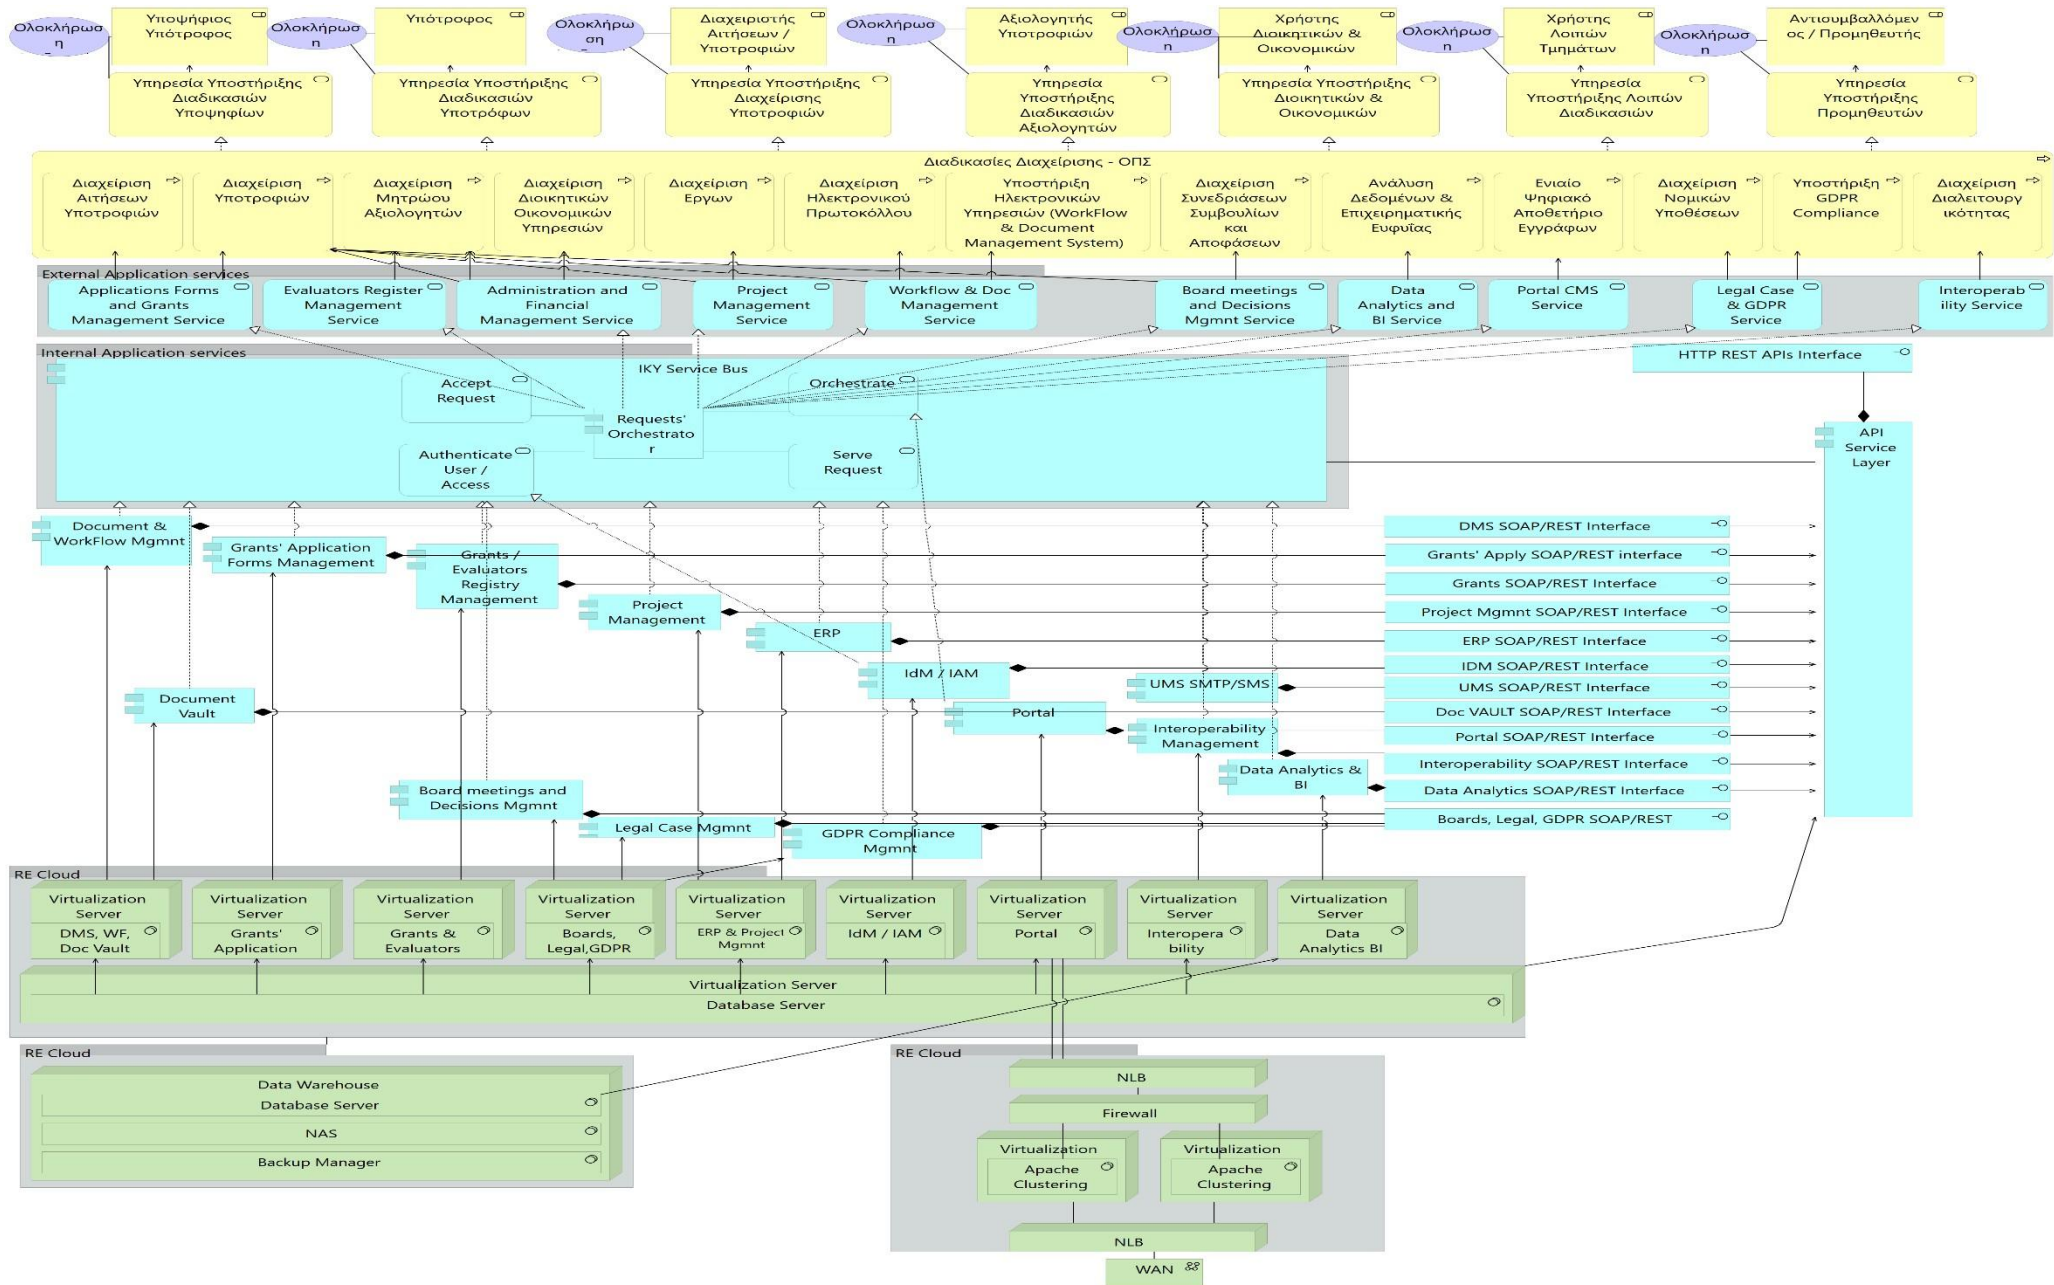 Ολοκλήρωσ
η
Υποψήφιος
Υπότροφος
Ολοκλήρωσ
η
Υπότροφος
Ολοκλήρω
ση
Διαχειριστής
Αιτήσεων /
Υποτροφιών
Ολοκλήρωσ
η
Αξιολογητής
Υποτροφιών
Ολοκλήρωσ
η
Χρήστης
Διοικητικών &
Οικονομικών
Ολοκλήρωσ
η
Χρήστης
Λοιπών
Τμημάτων
Ολοκλήρωσ
η
Αντισυμβαλλόμεν
ος / Προμηθευτής
Υπηρεσία Υποστήριξης
Διαδικασιών
Υποψηφίων
Υπηρεσία Υποστήριξης
Διαδικασιών
Υποτρόφων
Υπηρεσία Υποστήριξης
Διαχείρισης
Υποτροφιών
Υπηρεσία
Υποστήριξης
Διαδικασιών
Αξιολογητών
Υπηρεσία Υποστήριξης
Διοικητικών &
Οικονομικών
Υπηρεσία
Υποστήριξης Λοιπών
Διαδικασιών
Υπηρεσία
Υποστήριξης
Προμηθευτών
Διαδικασίες Διαχείρισης - ΟΠΣ
Διαχείριση
Αιτήσεων
Υποτροφιών
Διαχείριση
Υποτροφιών
Διαχείριση
Μητρώου
Αξιολογητών
Διαχείριση
Διοικητικών
Οικονομικών
Υπηρεσιών
Διαχείριση
Εργων
Διαχείριση
Ηλεκτρονικού
Πρωτοκόλλου
Υποστήριξη
Ηλεκτρονικών
Υπηρεσιών (WorkFlow
& Document
Management System)
Διαχείριση
Συνεδριάσεων
Συμβουλίων
και
Αποφάσεων
Ανάλυση
Δεδομένων &
Επιχειρηματικής
Ευφυΐας
Ενιαίο
Ψηφιακό
Αποθετήριο
Εγγράφων
Διαχείριση
Νομικών
Υποθέσεων
Υποστήριξη
GDPR
Compliance
Διαχείριση
Διαλειτουργ
ικότητας
External Application services
Applications Forms
and Grants
Management Service
Evaluators Register
Management
Service
Administration and
Financial
Management Service
Project
Management
Service
Workflow & Doc
Management
Service
Board meetings
and Decisions
Mgmnt Service
Data
Analytics and
BI Service
Portal CMS
Service
Legal Case
& GDPR
Service
Interoperab
ility Service
Internal Application services
IKY Service Bus
Accept
Request
Orchestrate
Requests'
Orchestrato
r
Authenticate
User /
Access
Serve
Request
HTTP REST APIs Interface
API
Service
Layer
Document &
WorkFlow Mgmnt
Grants' Application
Forms Management
Grants /
Evaluators
Registry
Management
Project
Management
ERP
IdM / IAM
UMS SMTP/SMS
Document
Vault
Portal
Interoperability
Management
Data Analytics &
BI
Board meetings and
Decisions Mgmnt
Legal Case Mgmnt
GDPR Compliance
Mgmnt
DMS SOAP/REST Interface
Grants' Apply SOAP/REST interface
Grants SOAP/REST Interface
Project Mgmnt SOAP/REST Interface
ERP SOAP/REST Interface
IDM SOAP/REST Interface
UMS SOAP/REST Interface
Doc VAULT SOAP/REST Interface
Portal SOAP/REST Interface
Interoperability SOAP/REST Interface
Data Analytics SOAP/REST Interface
Boards, Legal, GDPR SOAP/REST
RE Cloud
Virtualization
Server
DMS, WF,
Doc Vault
Virtualization
Server
Grants'
Application
Virtualization
Server
Grants &
Evaluators
Virtualization
Server
Boards,
Legal,GDPR
Virtualization
Server
ERP & Project
Mgmnt
Virtualization
Server
IdM / IAM
Virtualization
Server
Portal
Virtualization
Server
Interopera
bility
Virtualization
Server
Data
Analytics BI
Virtualization Server
Database Server
RE Cloud
Data Warehouse
Database Server
NAS
Backup Manager
RE Cloud
NLB
Firewall
Virtualization
Apache
Clustering
Virtualization
Apache
Clustering
NLB
WAN